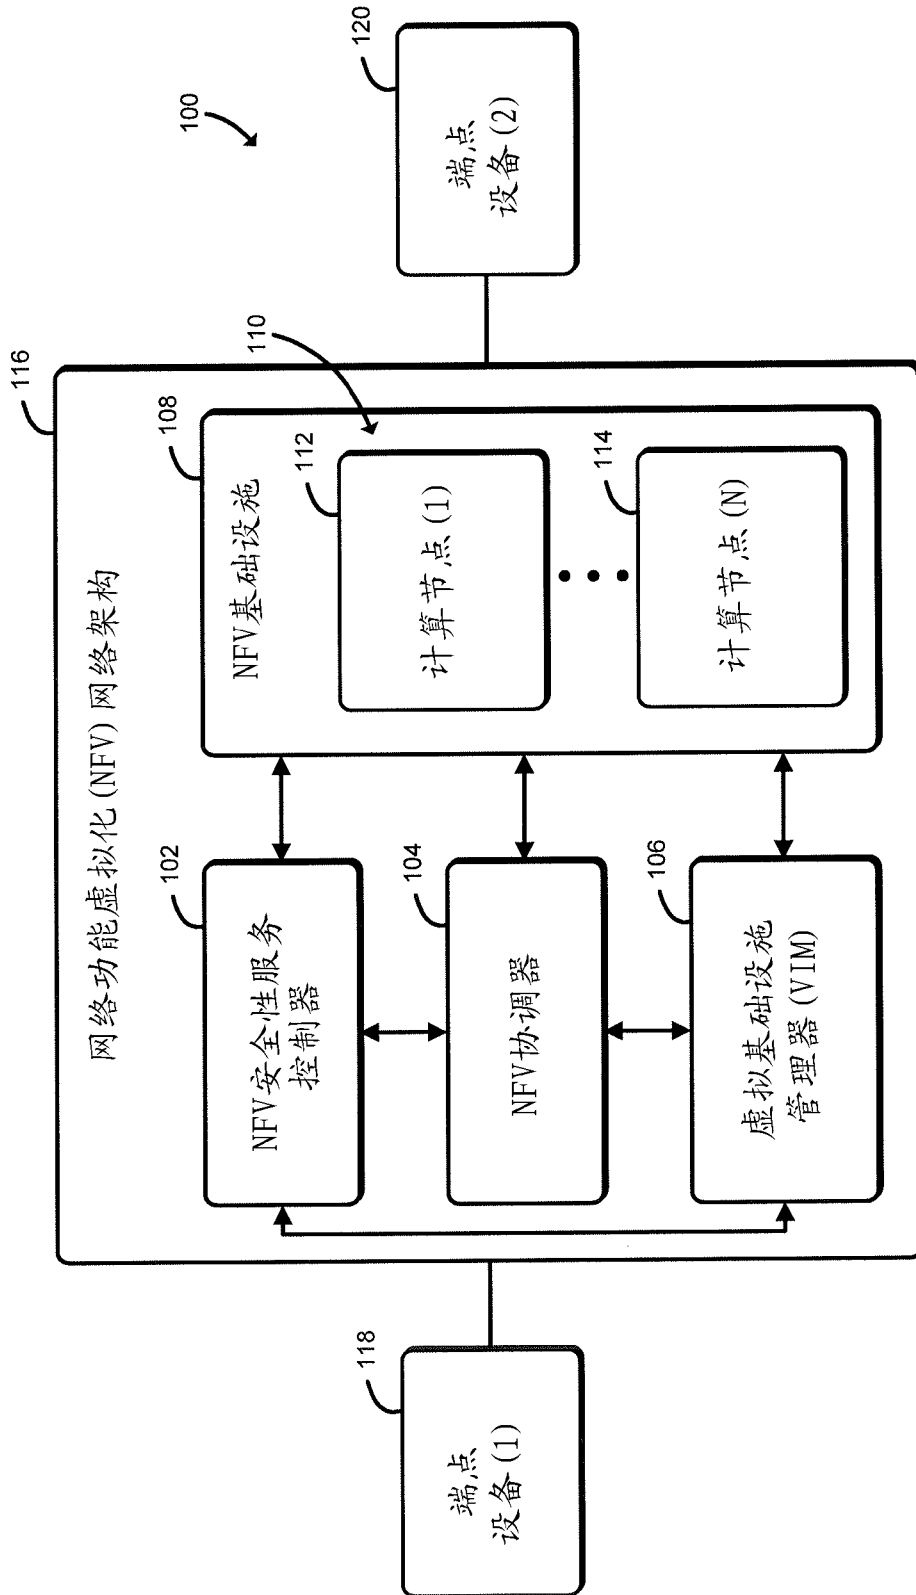 100
116
网络功能虚拟化(NFV)网络架构
118
端点
设备(1)
102
NFV安全性服务
控制器
104
NFV协调器
106
虚拟基础设施
管理器(VIM)
108
NFV基础设施
110
112
计算节点(1)
114
计算节点(N)
120
端点
设备(2)